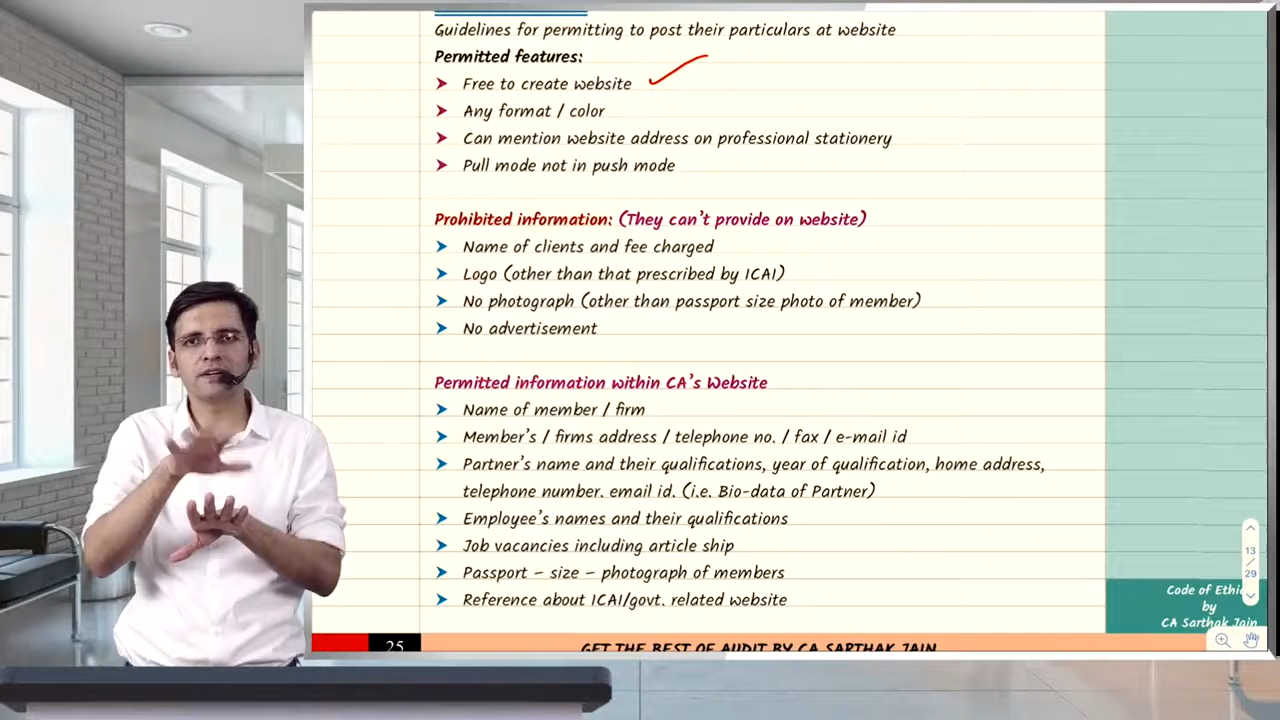 Guidelines for permitting to post their particulars at website
Permitted features:
➤ Free to create website
➤ Any format / color
➤ Can mention website address on professional stationery
➤ Pull mode not in push mode
Prohibited information: (They can't provide on website)
➤ Name of clients and fee charged
➤ Logo (other than that prescribed by ICAI)
➤ No photograph (other than passport size photo of member)
➤ No advertisement
Permitted information within CA's Website
➤ Name of member / firm
➤ Member's / firms address / telephone no. / fax / e-mail id
➤ Partner's name and their qualifications, year of qualification, home address,
telephone number. email id. (i.e. Bio-data of Partner)
➤ Employee's names and their qualifications
➤ Job vacancies including article ship
➤ Passport – size – photograph of members
➤ Reference about ICAI/govt. related website
13
/
29
Code of
by
CA Sarthak Jain
25
GET THE BEST OF AUDIT BY CA SARTHAK JAIN